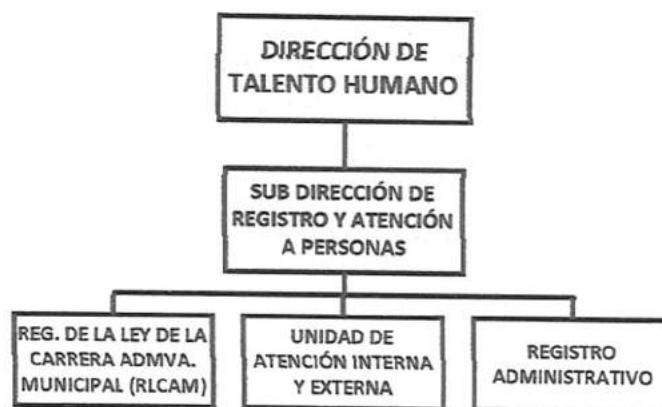 DIRECCIÓN DE
TALENTO HUMANO
SUB DIRECCIÓN DE
REGISTRO Y ATENCIÓN
A PERSONAS
REG. DE LA LEY DE LA
CARRERA ADMVA.
MUNICIPAL (RLCAM)
UNIDAD DE
ATENCIÓN INTERNA
Y EXTERNA
REGISTRO
ADMINISTRATIVO